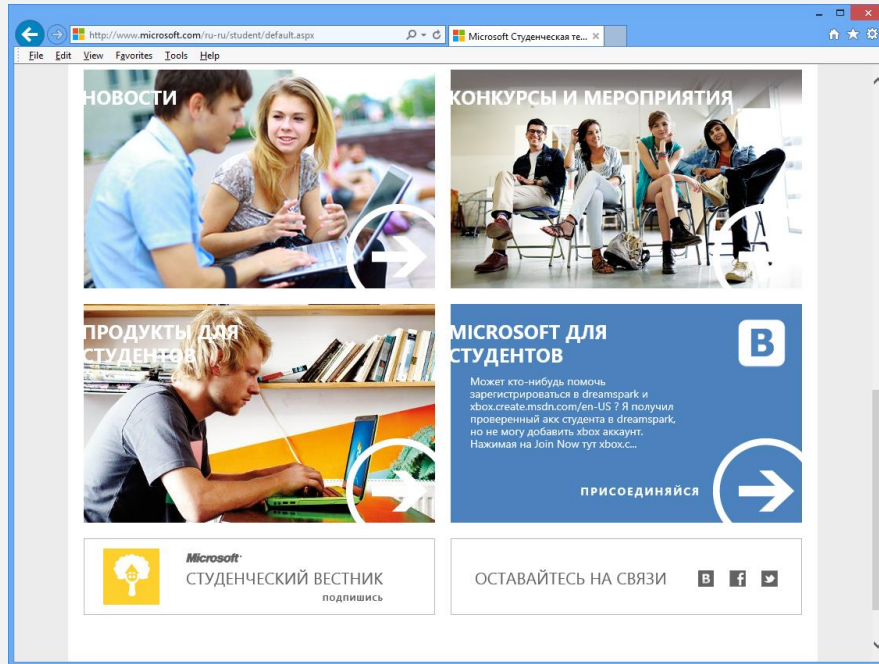 http://www.microsoft.com/ru-ru/student/default.aspx
Microsoft Студенческая те...
File Edit View Favorites Tools Help
НОВОСТИ
КОНКУРСЫ И МЕРОПРИЯТИЯ
ПРОДУКТЫ ДЛЯ
СТУДЕНТОВ
MICROSOFT ДЛЯ
СТУДЕНТОВ
B
Может кто-нибудь помочь
зарегистрироваться в dreamspark и
xbox.create.msdn.com/en-US ? Я получил
проверенный акк студента в dreamspark,
но не могу добавить xbox аккаунт.
Нажимая на Join Now тут xbox.c...
ПРИСОЕДИНЯЙСЯ
Microsoft
СТУДЕНЧЕСКИЙ ВЕСТНИК
подпишись
ОСТАВАЙТЕСЬ НА СВЯЗИ
B f